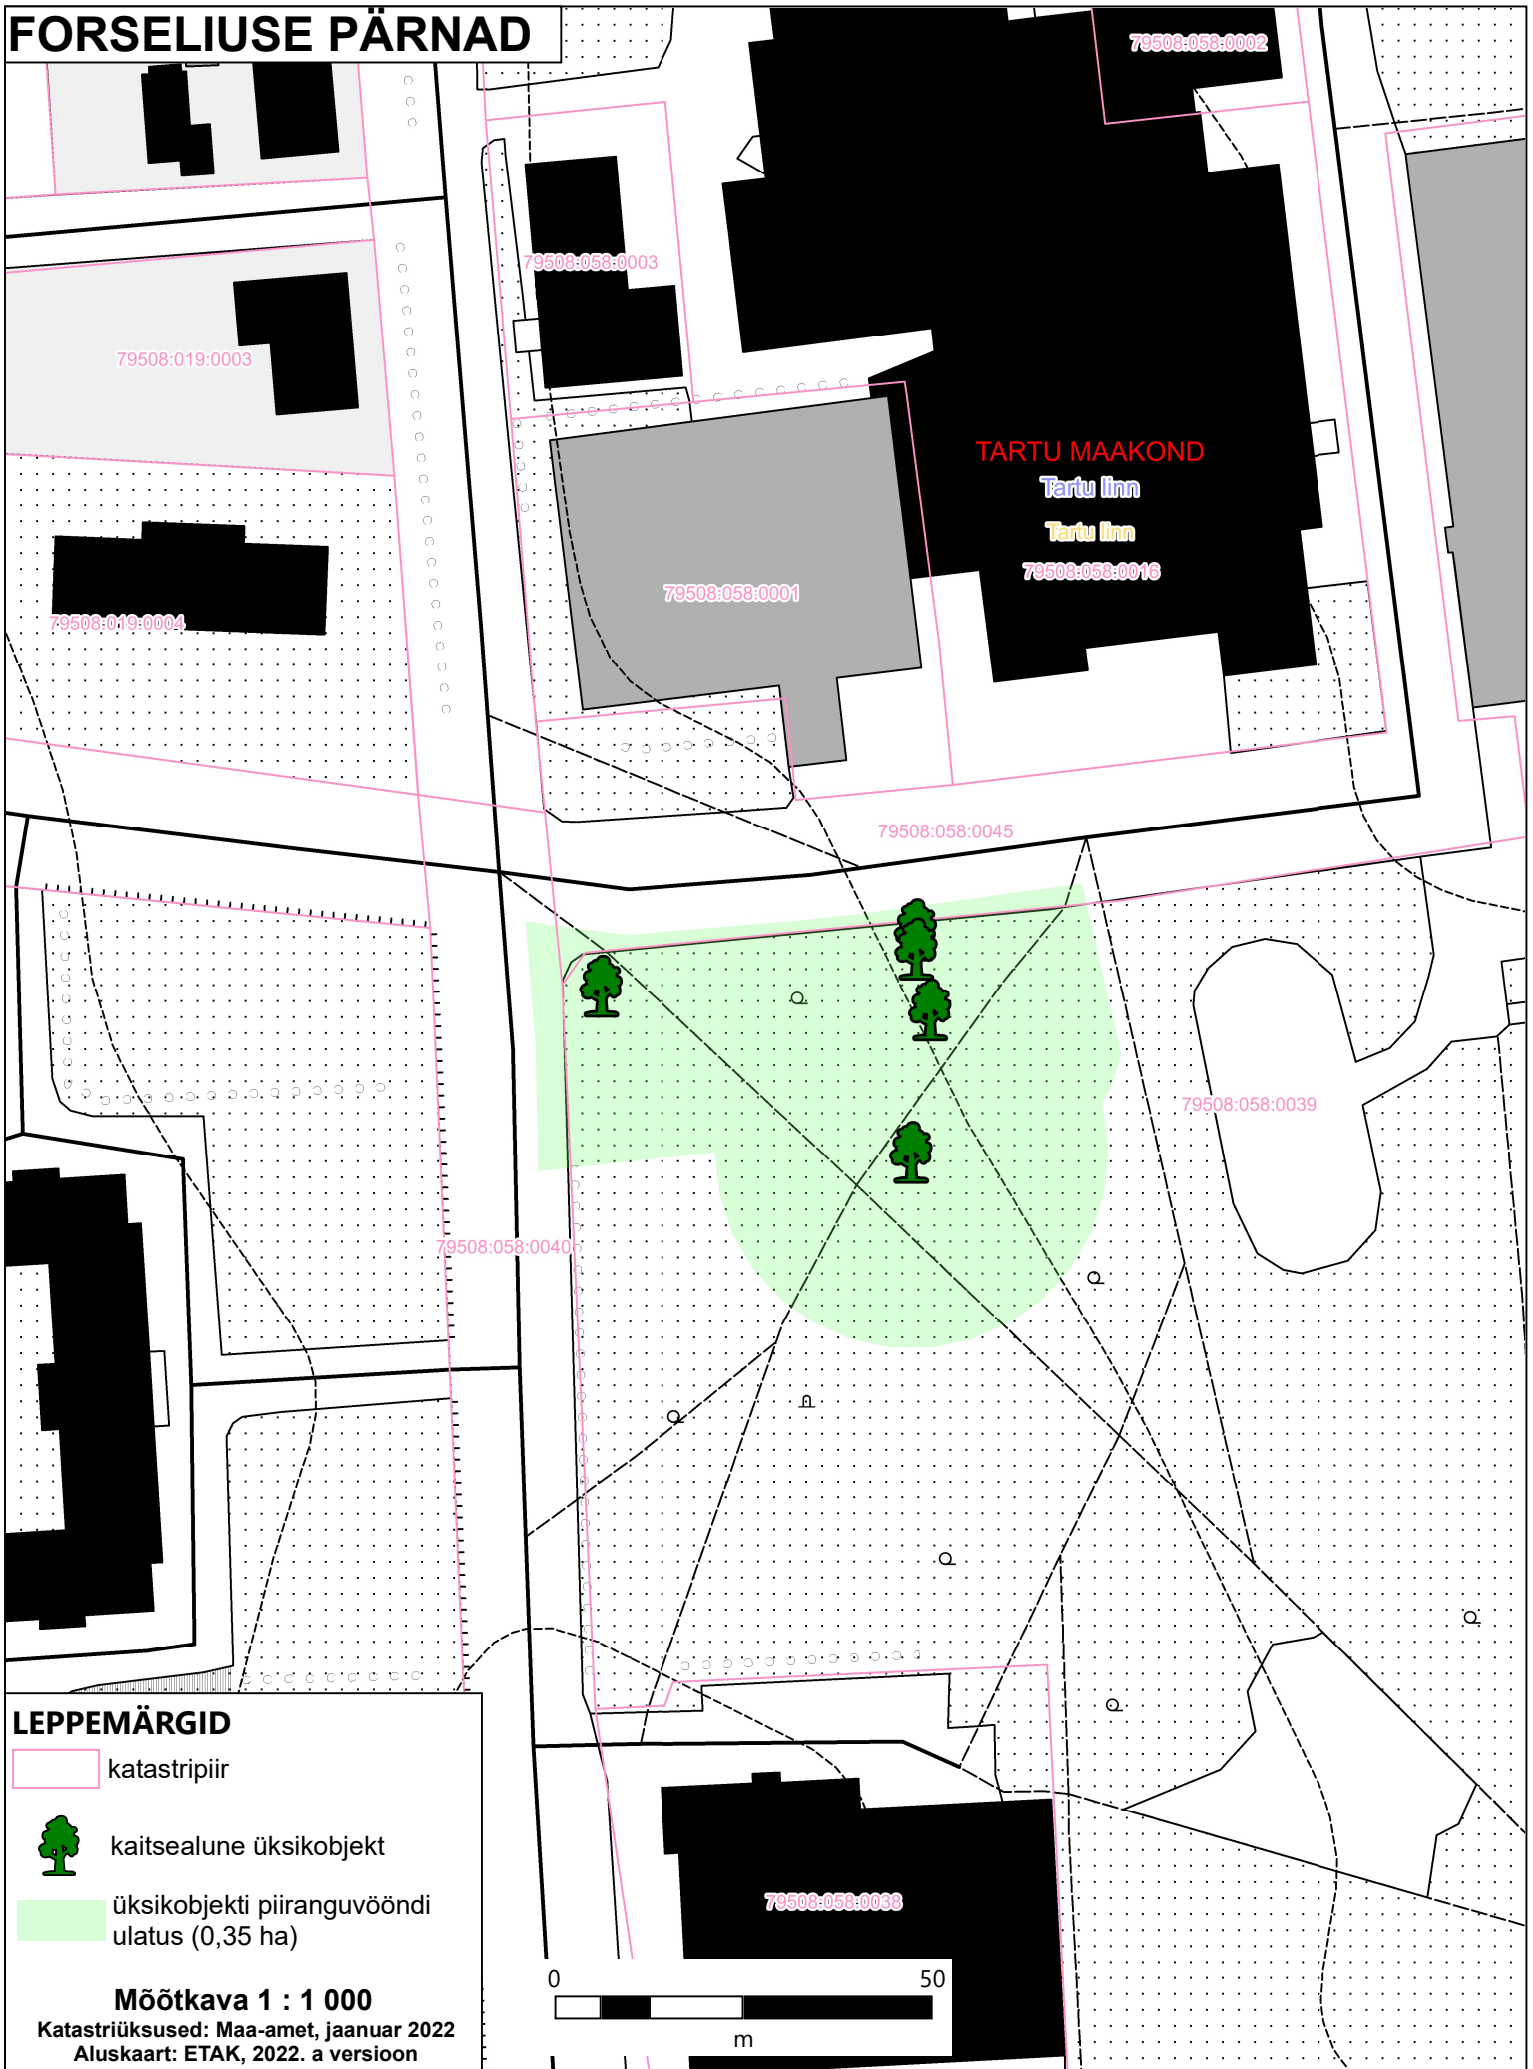 FORSELIUSE PÄRNAD
79508:058:0002
79508:058:0003
79508:019:0003
TARTU MAAKOND
Tartu linn
Tartu linn
79508:058:0016
79508:058:0001
79508:019:0004
79508:058:0045
79508:058:0039
79508:058:0040
79508:058:0038
LEPPEMÄRGID
katastripiir
kaitsealune üksikobjekt
üksikobjekti piiranguvööndi
ulatus (0,35 ha)
Mõõtkava 1 : 1 000
Katastriüksused: Maa-amet, jaanuar 2022
Aluskaart: ETAK, 2022. a versioon
0 50
m